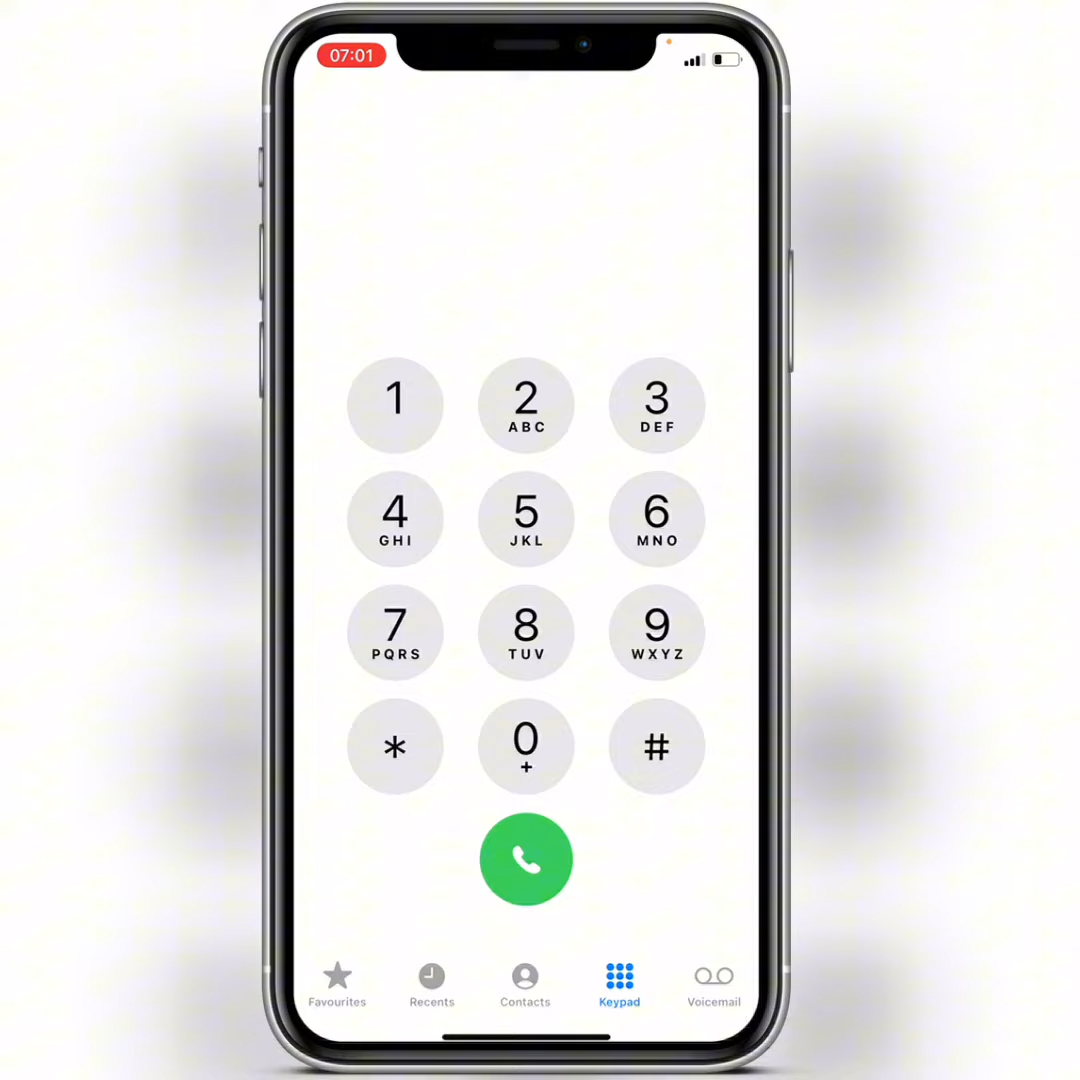 07:01
1 2 3
ABC DEF
4 5 6
GHI JKL MNO
7 8 9
PQRS TUV WXYZ
* 0 #
+
Favourites Recents Contacts Keypad Voicemail